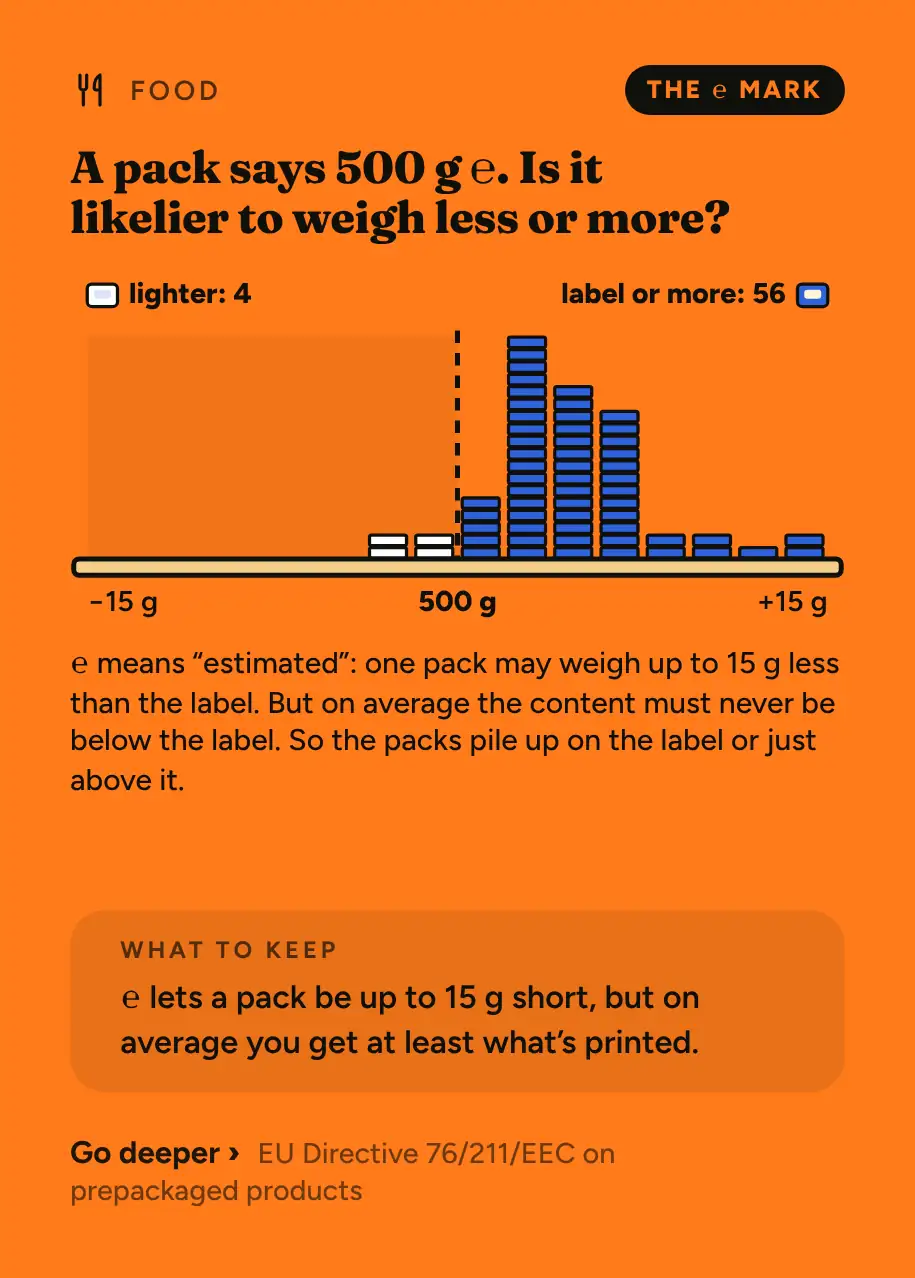 FOOD
THE ℮ MARK
A pack says 500 g ℮. Is it
likelier to weigh less or more?
lighter: 4
label or more: 56
−15 g
500 g
+15 g
℮ means “estimated”: one pack may weigh up to 15 g less
than the label. But on average the content must never be
below the label. So the packs pile up on the label or just
above it.
WHAT TO KEEP
℮ lets a pack be up to 15 g short, but on
average you get at least what’s printed.
Go deeper › EU Directive 76/211/EEC on
prepackaged products